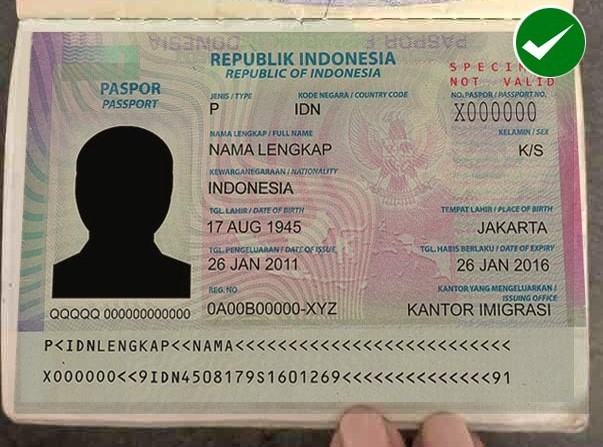 REPUBLIK INDONESIA
REPUBLIC OF INDONESIA
SPECIMEN
NOT VALID
PASPOR
PASSPORT
JENIS / TYPE
KODE NEGARA / COUNTRY CODE
NO. PASPOR / PASSPORT NO.
P
IDN
X000000
NAMA LENGKAP / FULL NAME
KELAMIN / SEX
NAMA LENGKAP
K/S
KEWARGANEGARAAN / NATIONALITY
INDONESIA
TGL. LAHIR / DATE OF BIRTH
TEMPAT LAHIR / PLACE OF BIRTH
17 AUG 1945
JAKARTA
TGL. PENGELUARAN / DATE OF ISSUE
TGL. HABIS BERLAKU / DATE OF EXPIRY
26 JAN 2011
26 JAN 2016
REG. NO
KANTOR YANG MENGELUARKAN /
ISSUING OFFICE
0A00B00000-XYZ
KANTOR IMIGRASI
QQQQQ 000000000000
P<IDNLENGKAP<<NAMA<<<<<<<<<<<<<<<<<<<<<<<<<<
X000000<<9IDN4508179S1601269<<<<<<<<<<<<<<91